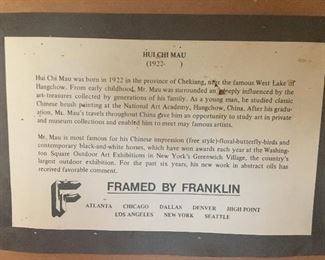 HUI CHI MAU
(1922-        )
Hui Chi Mau was born in 1922 in the province of Chekiang, near the famous West Lake in
Hangchow. From early childhood, Mr. Mau was surrounded an deeply influenced by the
art-treasures collected by generations of his family. As a young man, he studied classic
Chinese brush painting at the National Art Academy, Hangchow, China. After his gradu-
ation, Mr. Mau's travels throughout China gave him an opportunity to study art in private
and museum collections and enabled him to meet may famous artists.
Mr. Mau is most famous for his Chinese impression (free style)-floral-butterfly-birds and
contemporary black-and-white horses, which have won awards each year at the Washing-
ton Square Outdoor Art Exhibitions in New York's Greenwich Village, the country's
largest outdoor exhibition. For the part six years, his new work in abstract oils has
received favorable comment.
F
FRAMED BY FRANKLIN
ATLANTA CHICAGO DALLAS DENVER HIGH POINT
LOS ANGELES NEW YORK SEATTLE